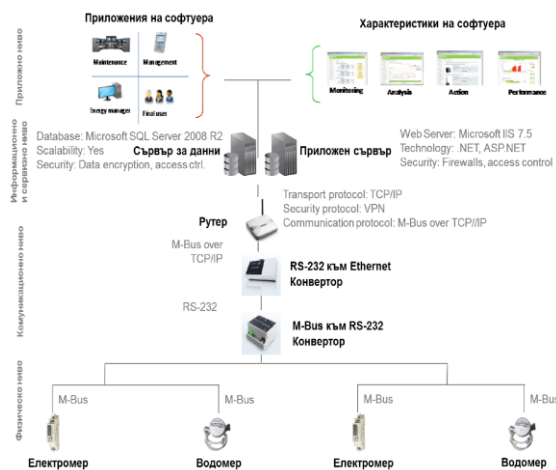 Приложения на софтуера
Характеристики на софтуера
Приложно ниво
Maintenance
Management
Energy manager
Final user
Monitoring
Analysis
Action
Performance
Информационно и сервизно ниво
Database: Microsoft SQL Server 2008 R2
Scalability: Yes
Security: Data encryption, access ctrl.
Сървър за данни
Приложен сървър
Web Server: Microsoft IIS 7.5
Technology: .NET, ASP.NET
Security: Firewalls, access control
Комуникационно ниво
Рутер
Transport protocol: TCP/IP
Security protocol: VPN
Communication protocol: M-Bus over TCP//IP
M-Bus over
TCP/IP
RS-232 към Ethernet
Конвертор
RS-232
M-Bus към RS-232
Конвертор
Физическо ниво
M-Bus
M-Bus
M-Bus
M-Bus
Електромер
Водомер
Електромер
Водомер